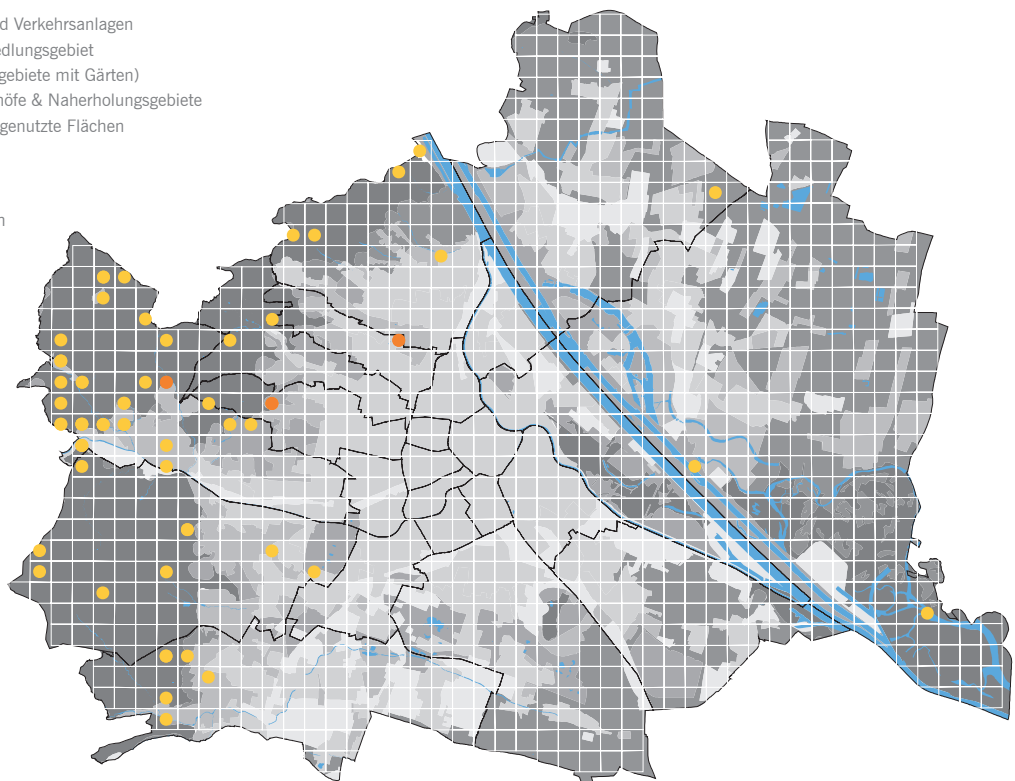 d Verkehrsanlagen
edlungsgebiet
gebiete mit Gärten)
höfe & Naherholungsgebiete
genutzte Flächen
n